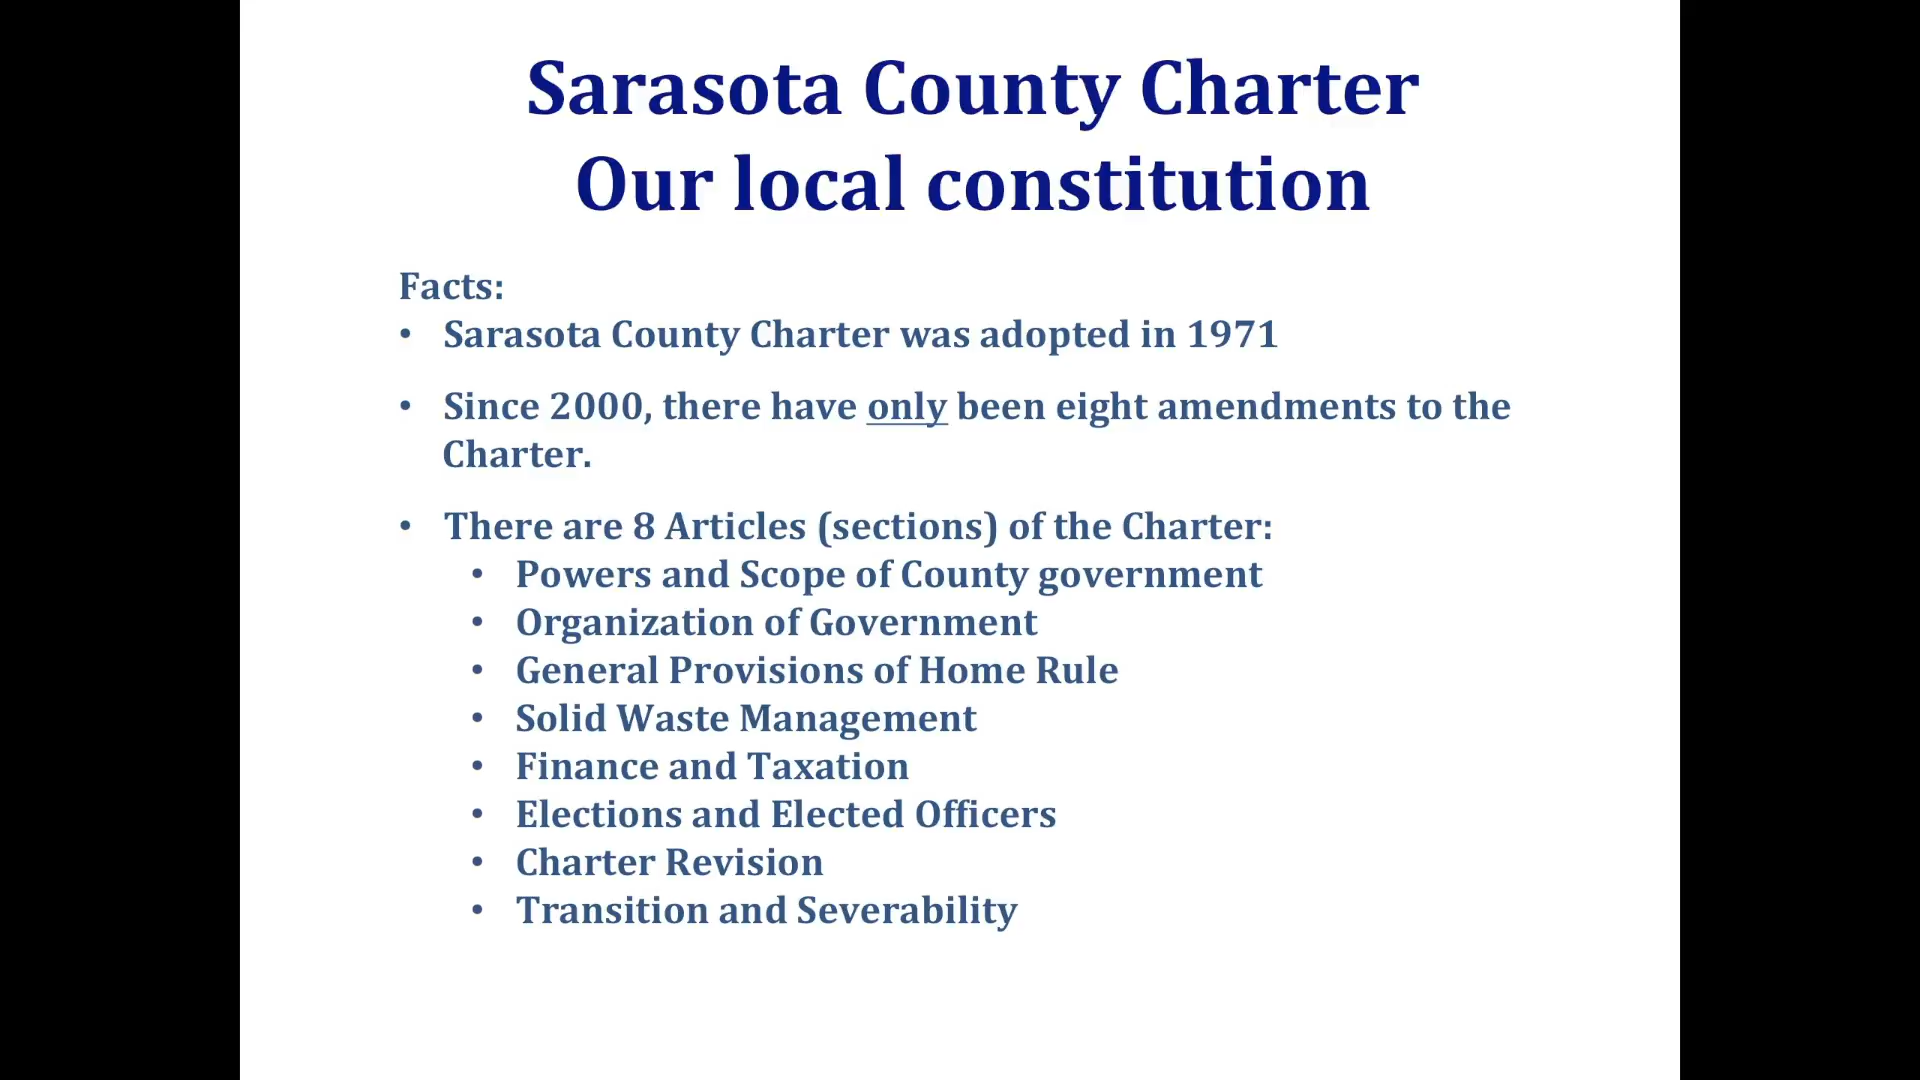 Sarasota County Charter
Our local constitution
Facts:
• Sarasota County Charter was adopted in 1971
• Since 2000, there have only been eight amendments to the
Charter.
• There are 8 Articles (sections) of the Charter:
• Powers and Scope of County government
• Organization of Government
• General Provisions of Home Rule
• Solid Waste Management
• Finance and Taxation
• Elections and Elected Officers
• Charter Revision
• Transition and Severability